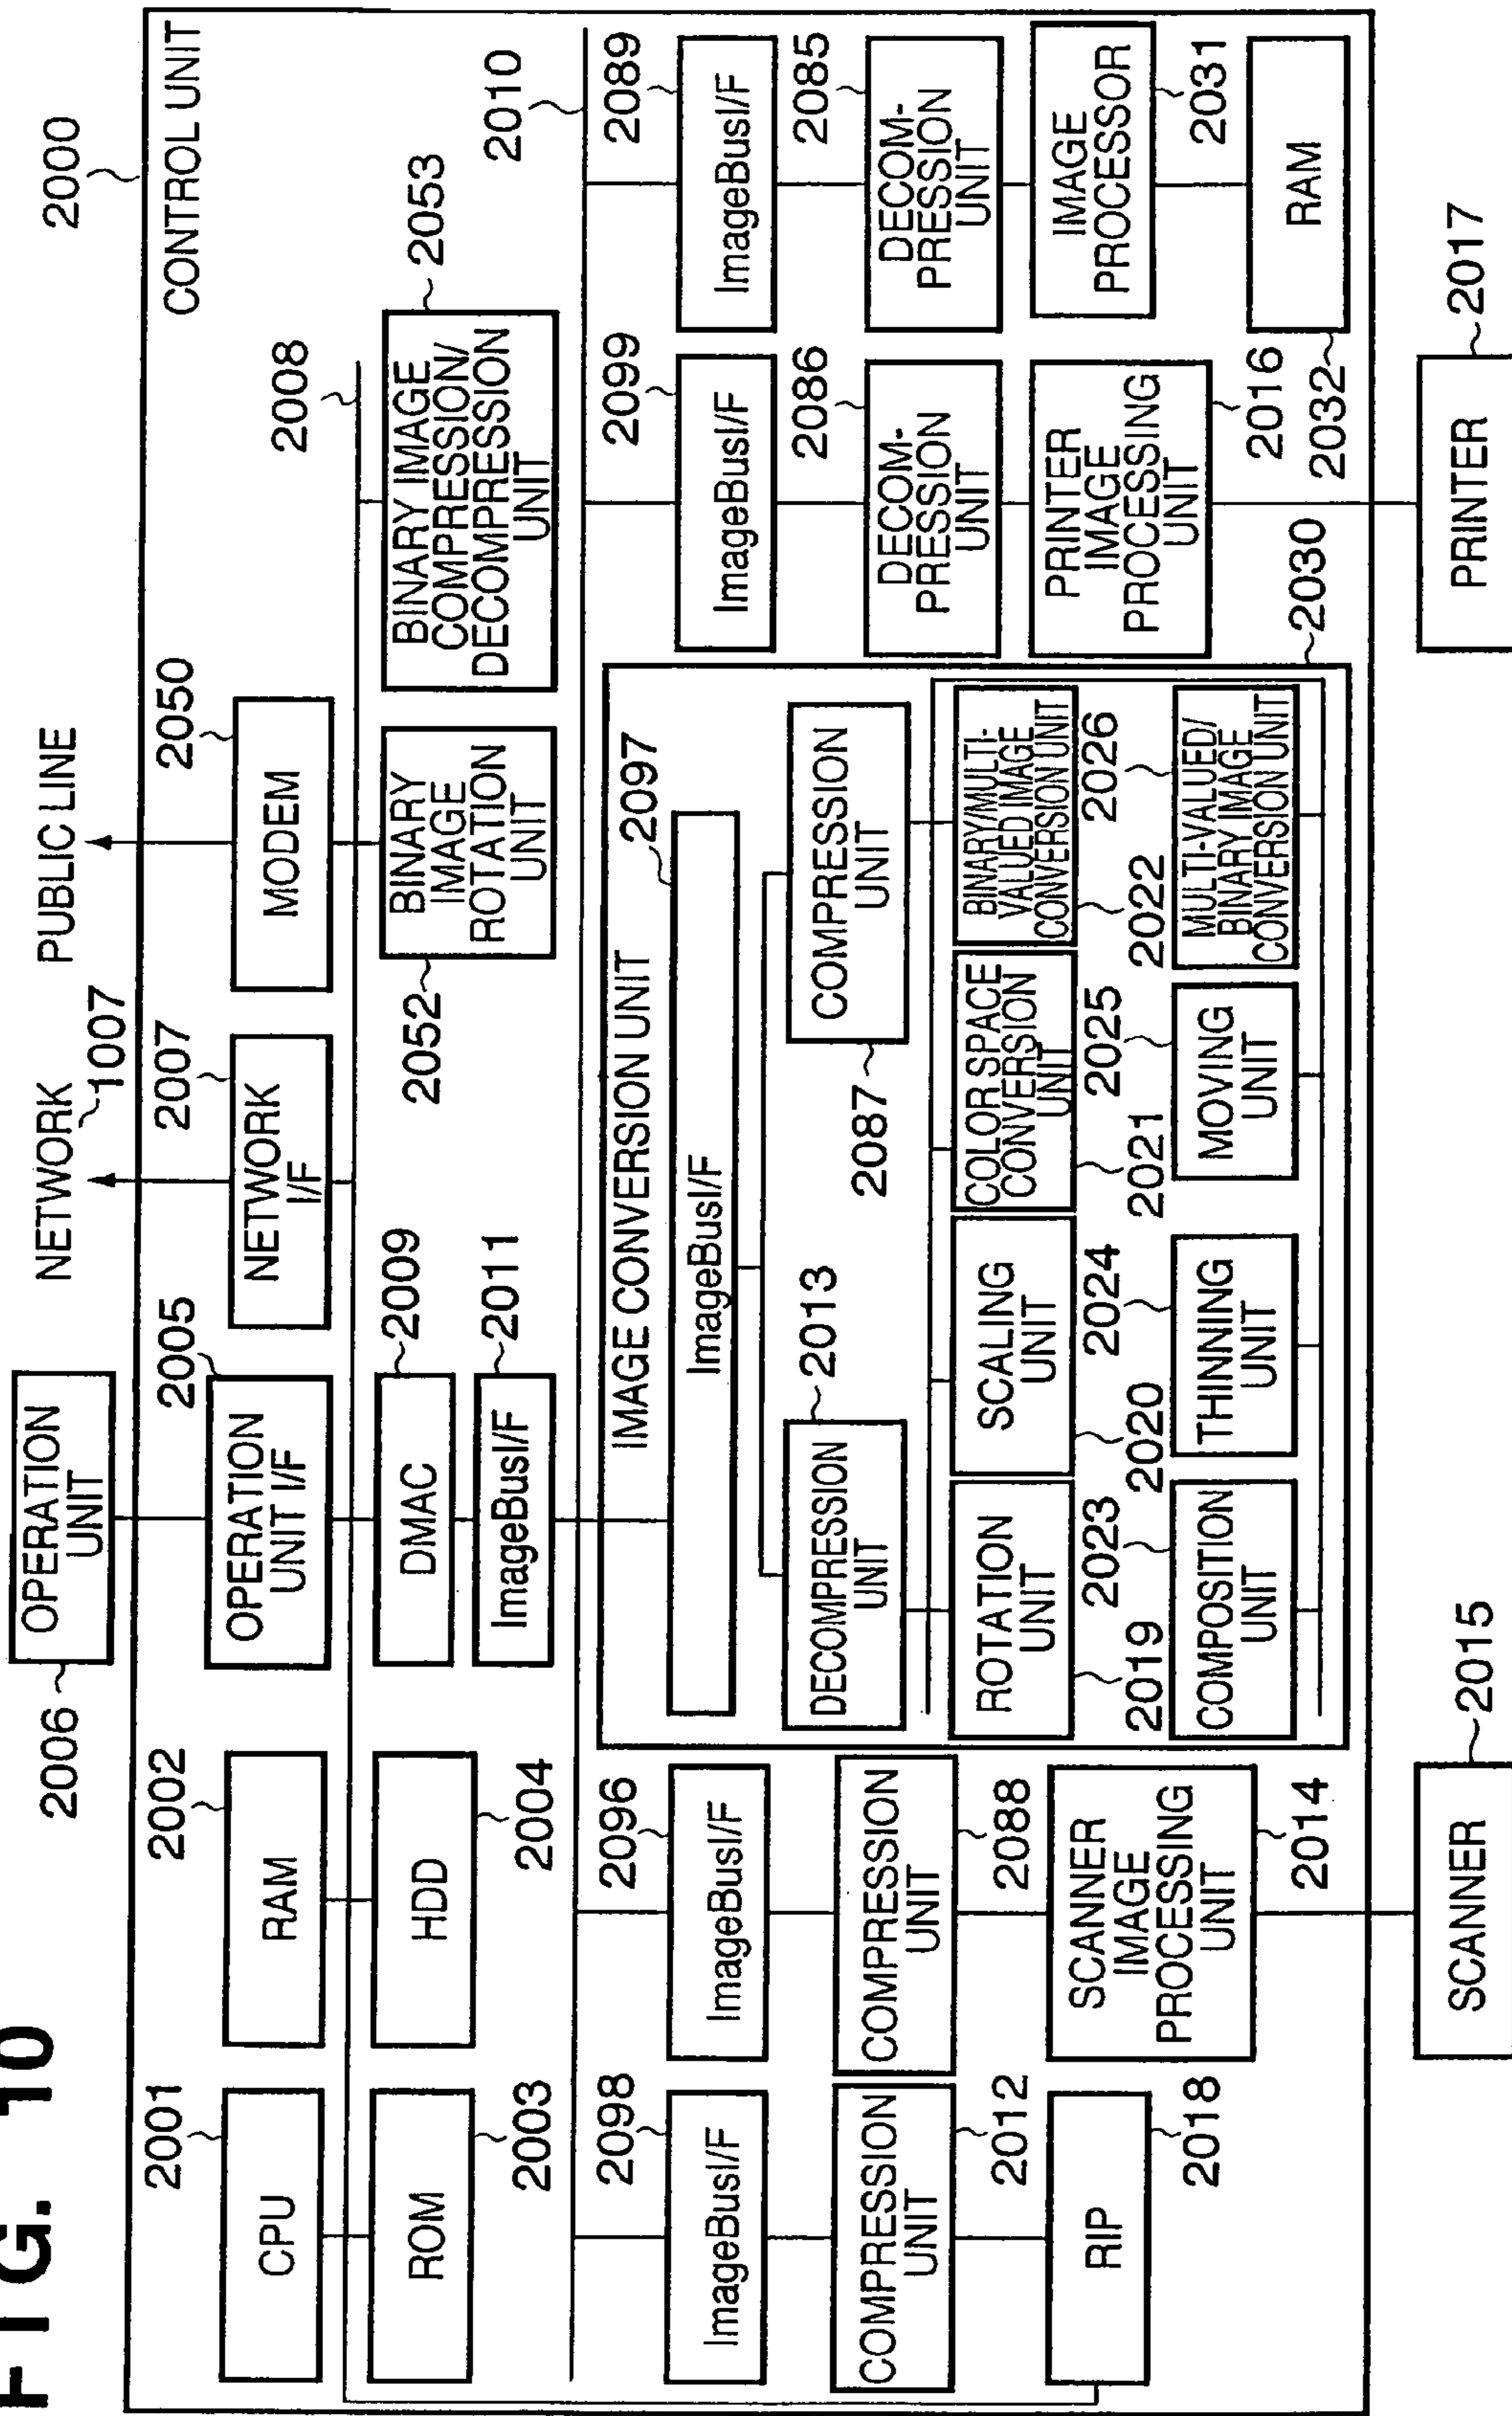 FIG. 10
2000
CONTROL UNIT
2006
OPERATION
UNIT
NETWORK
1007
PUBLIC LINE
2001
CPU
2002
RAM
2005
OPERATION
UNIT I/F
2007
NETWORK
I/F
2050
MODEM
2008
2053
ROM
2003
HDD
2004
DMAC
2009
ImageBusI/F
2011
2052
BINARY
IMAGE
ROTATION
UNIT
BINARY IMAGE
COMPRESSION/
DECOMPRESSION
UNIT
2010
2098
ImageBusI/F
2096
ImageBusI/F
IMAGE CONVERSION UNIT
2097
ImageBusI/F
2099
ImageBusI/F
2089
ImageBusI/F
COMPRESSION
UNIT
2012
COMPRESSION
UNIT
2088
DECOMPRESSION
UNIT
2013
2087
COMPRESSION
UNIT
2086
DECOM-
PRESSION
UNIT
2085
DECOM-
PRESSION
UNIT
RIP
2018
SCANNER
IMAGE
PROCESSING
UNIT
2014
ROTATION
UNIT
2019
SCALING
UNIT
2020
COLOR SPACE
CONVERSION
UNIT
2021
BINARY/MULTI-
VALUED IMAGE
CONVERSION UNIT
2022
2023
COMPOSITION
UNIT
2024
THINNING
UNIT
2025
MOVING
UNIT
2026
MULTI-VALUED/
BINARY IMAGE
CONVERSION UNIT
PRINTER
IMAGE
PROCESSING
UNIT
2016
IMAGE
PROCESSOR
2031
RAM
2032
2030
SCANNER
2015
PRINTER
2017